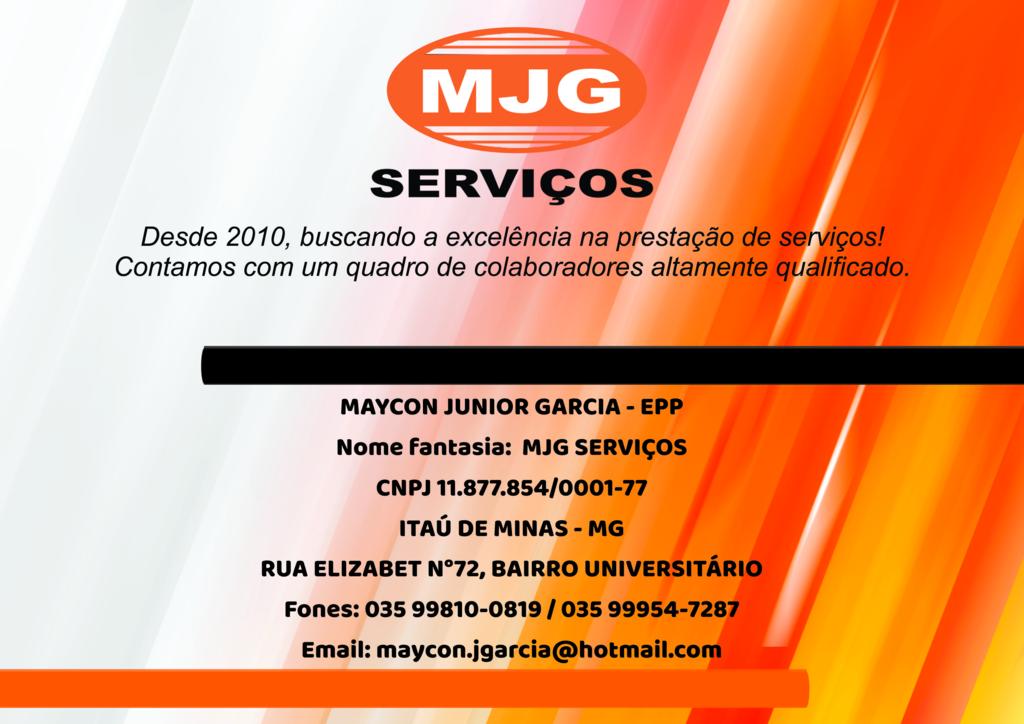 MJG
SERVIÇOS
Desde 2010, buscando a excelência na prestação de serviços!
Contamos com um quadro de colaboradores altamente qualificado.
MAYCON JUNIOR GARCIA - EPP
Nome fantasia: MJG SERVIÇOS
CNPJ 11.877.854/0001-77
ITAÚ DE MINAS - MG
RUA ELIZABET N°72, BAIRRO UNIVERSITÁRIO
Fones: 035 99810-0819 / 035 99954-7287
Email: maycon.jgarcia@hotmail.com